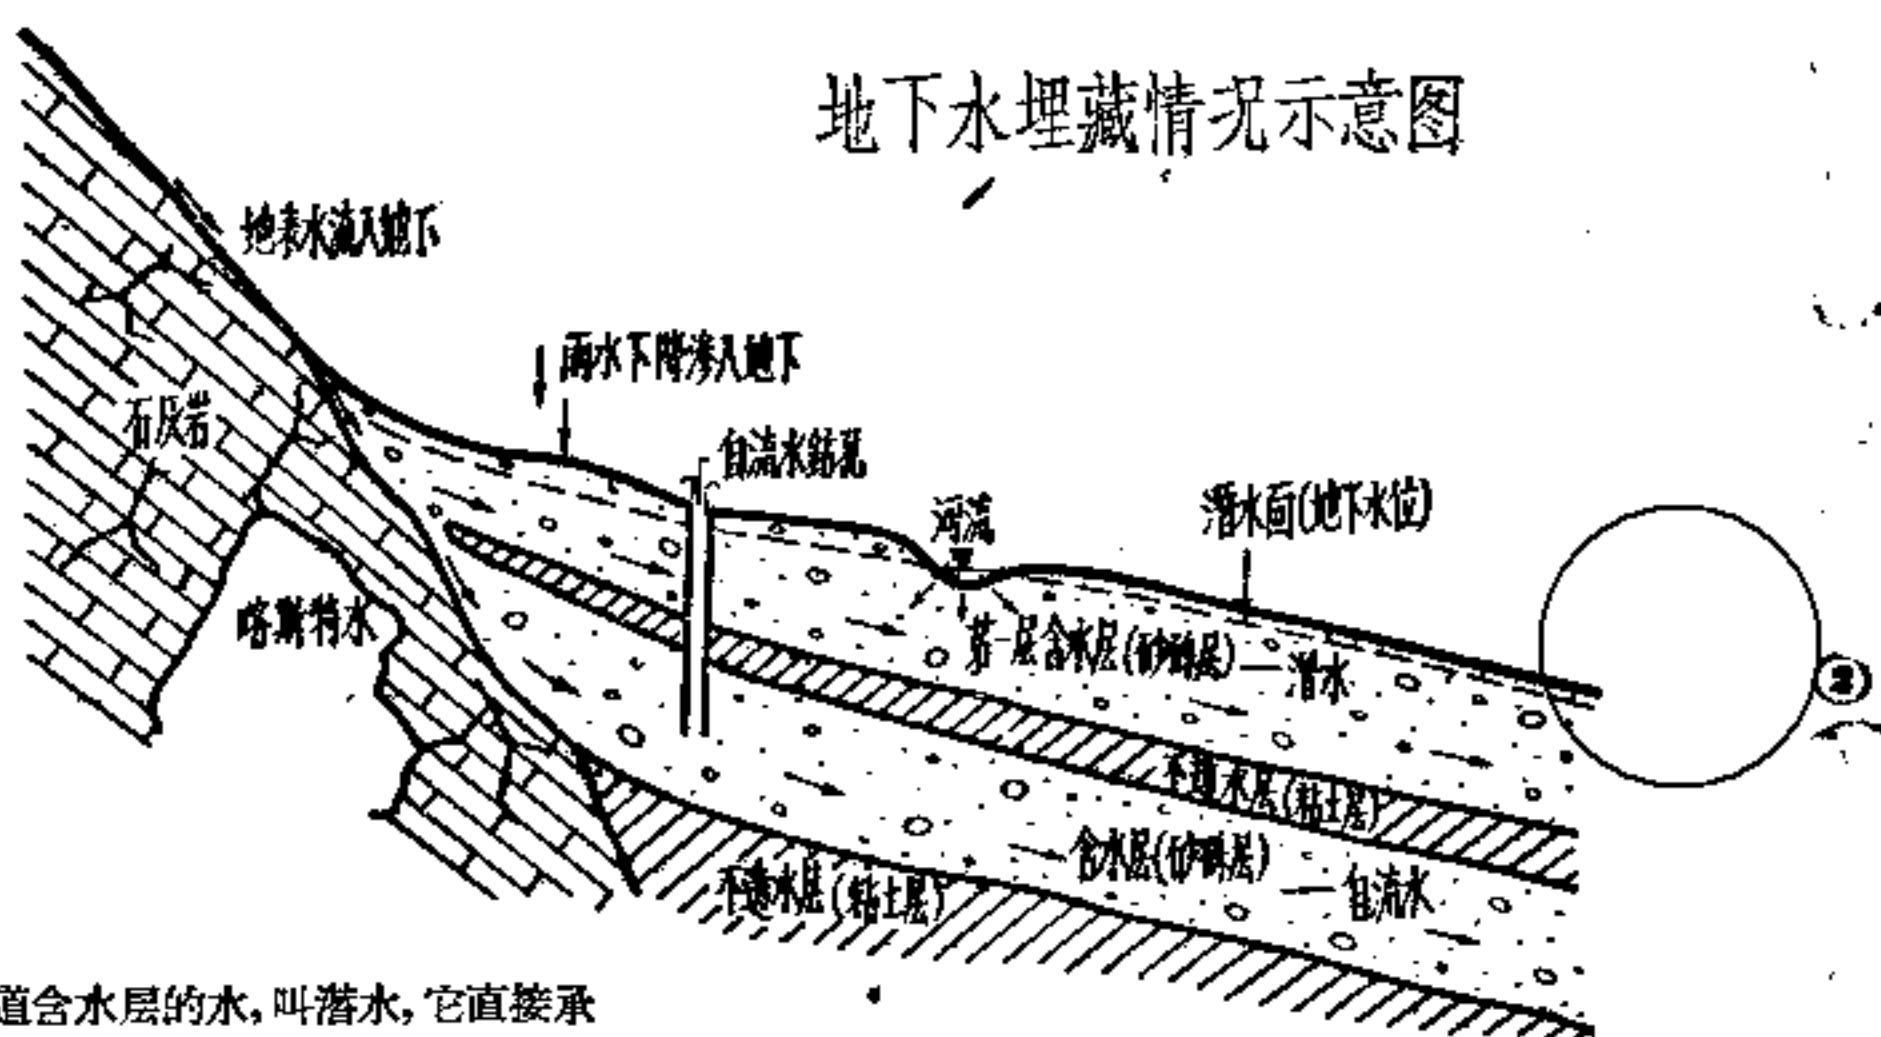 地下水埋藏情况示意图
地表水流入地下
雨水下降渗入地下
自流水钻孔
河流
潜水面(地下水位)
石灰岩
喀斯特水
第一层含水层(砂砾层)—潜水
不透水层(粘土层)
含水层(砂砾层)—自流水
不透水层(粘土层)
道含水层的水,叫潜水,它直接承